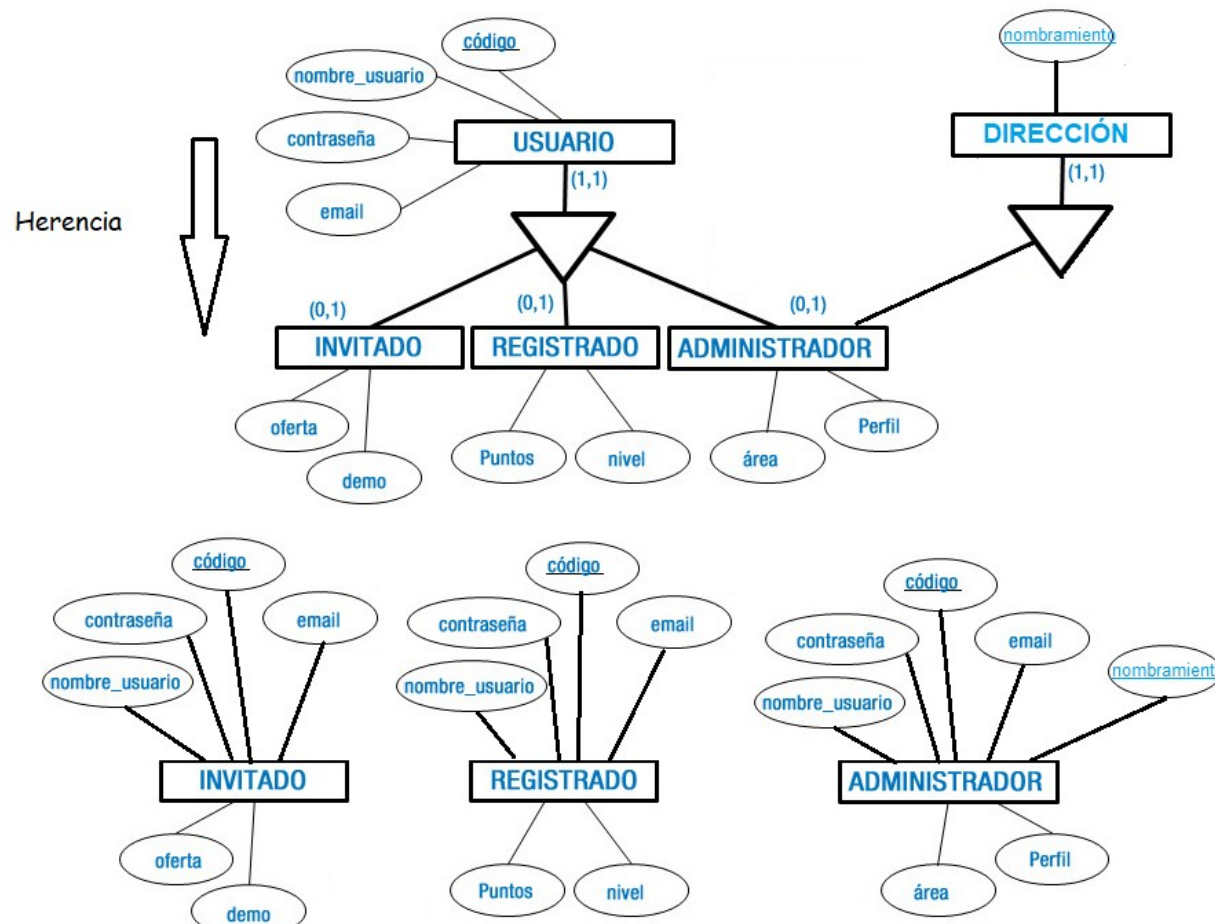 código
nombramiento
nombre_usuario
contraseña
USUARIO
DIRECCIÓN
(1,1)
(1,1)
email
Herencia
(0,1)
(0,1)
(0,1)
INVITADO
REGISTRADO
ADMINISTRADOR
oferta
Perfil
Puntos
nivel
área
demo
código
contraseña
email
nombre_usuario
INVITADO
oferta
demo
código
contraseña
email
nombre_usuario
REGISTRADO
Puntos
nivel
código
contraseña
email
nombramient
nombre_usuario
ADMINISTRADOR
Perfil
área